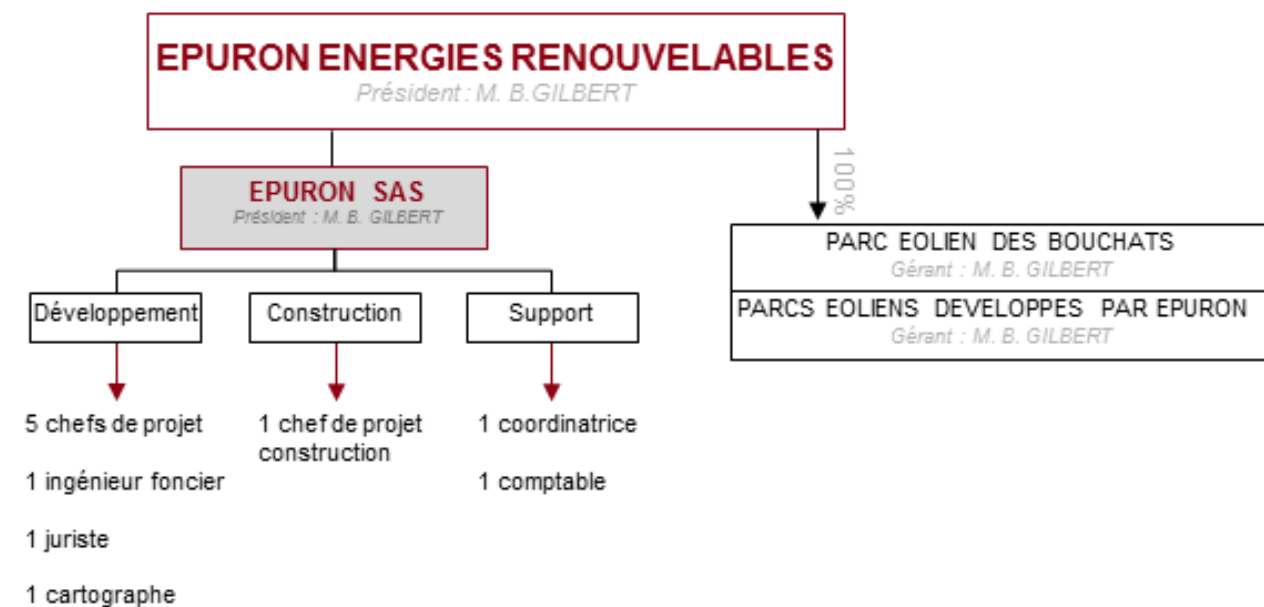 EPURON ENERGIES RENOUVELABLES
Président : M. B.GILBERT
100%
EPURON SAS
Président : M. B. GILBERT
PARC EOLIEN DES BOUCHATS
Gérant : M. B. GILBERT
PARCS EOLIENS DEVELOPPES PAR EPURON
Gérant : M. B. GILBERT
Développement
Construction
Support
5 chefs de projet
1 ingénieur foncier
1 juriste
1 cartographe
1 chef de projet
construction
1 coordinatrice
1 comptable